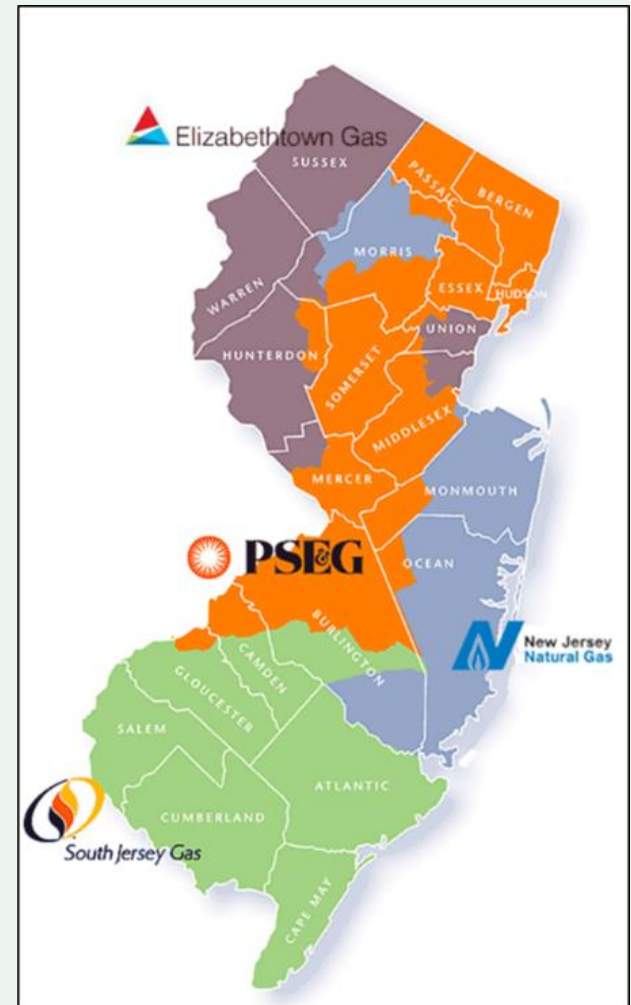 Elizabethtown Gas
SUSSEX
PASSAIC
BERGEN
MORRIS
ESSEX
HUDSON
WARREN
UNION
HUNTERDON
SOMERSET
MIDDLESEX
MERCER
MONMOUTH
PSE&G
OCEAN
BURLINGTON
New Jersey
Natural Gas
CAMDEN
GLOUCESTER
SALEM
ATLANTIC
CUMBERLAND
South Jersey Gas
CAPE MAY